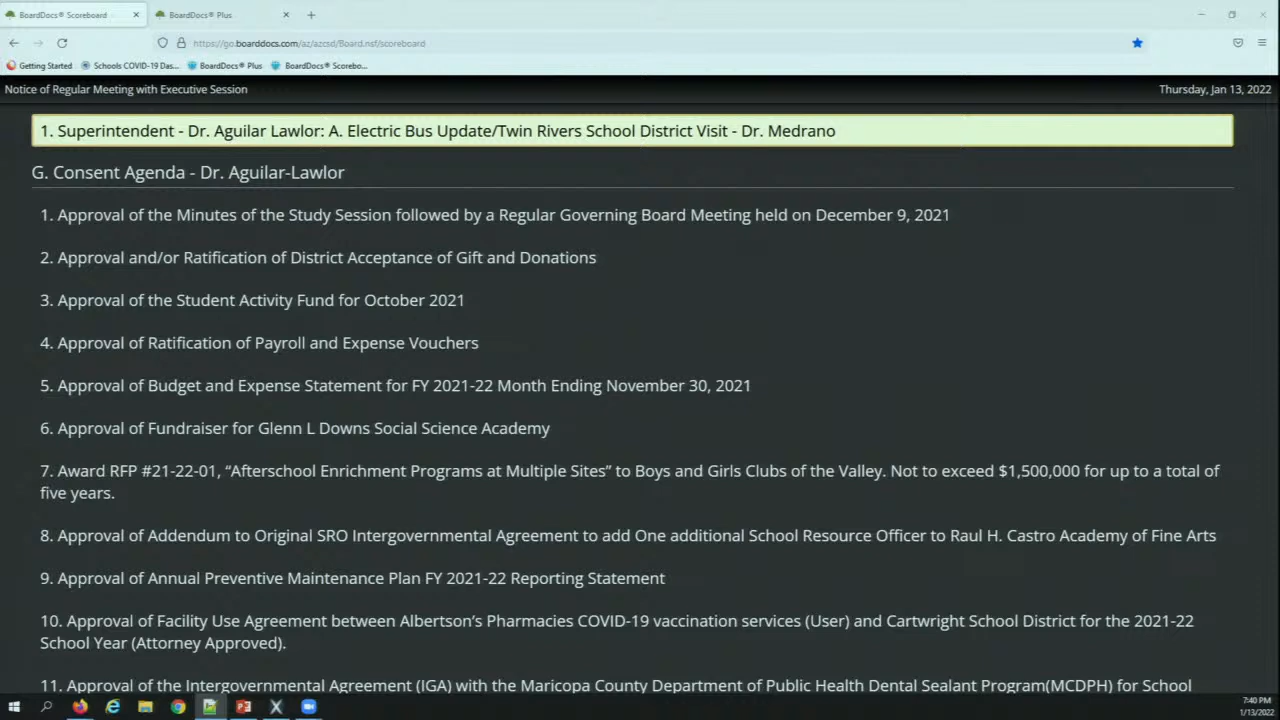 BoardDocs® Scoreboard
BoardDocs® Plus
https://go.boarddocs.com/az/azcsd/Board.nsf/scoreboard
Getting Started Schools COVID-19 Das... BoardDocs® Plus BoardDocs® Scorebo...
Notice of Regular Meeting with Executive Session Thursday, Jan 13, 2022
1. Superintendent - Dr. Aguilar Lawlor: A. Electric Bus Update/Twin Rivers School District Visit - Dr. Medrano
G. Consent Agenda - Dr. Aguilar-Lawlor
1. Approval of the Minutes of the Study Session followed by a Regular Governing Board Meeting held on December 9, 2021
2. Approval and/or Ratification of District Acceptance of Gift and Donations
3. Approval of the Student Activity Fund for October 2021
4. Approval of Ratification of Payroll and Expense Vouchers
5. Approval of Budget and Expense Statement for FY 2021-22 Month Ending November 30, 2021
6. Approval of Fundraiser for Glenn L Downs Social Science Academy
7. Award RFP #21-22-01, “Afterschool Enrichment Programs at Multiple Sites” to Boys and Girls Clubs of the Valley. Not to exceed $1,500,000 for up to a total of
five years.
8. Approval of Addendum to Original SRO Intergovernmental Agreement to add One additional School Resource Officer to Raul H. Castro Academy of Fine Arts
9. Approval of Annual Preventive Maintenance Plan FY 2021-22 Reporting Statement
10. Approval of Facility Use Agreement between Albertson’s Pharmacies COVID-19 vaccination services (User) and Cartwright School District for the 2021-22
School Year (Attorney Approved).
11. Approval of the Intergovernmental Agreement (IGA) with the Maricopa County Department of Public Health Dental Sealant Program(MCDPH) for School
7:40 PM
1/13/2022